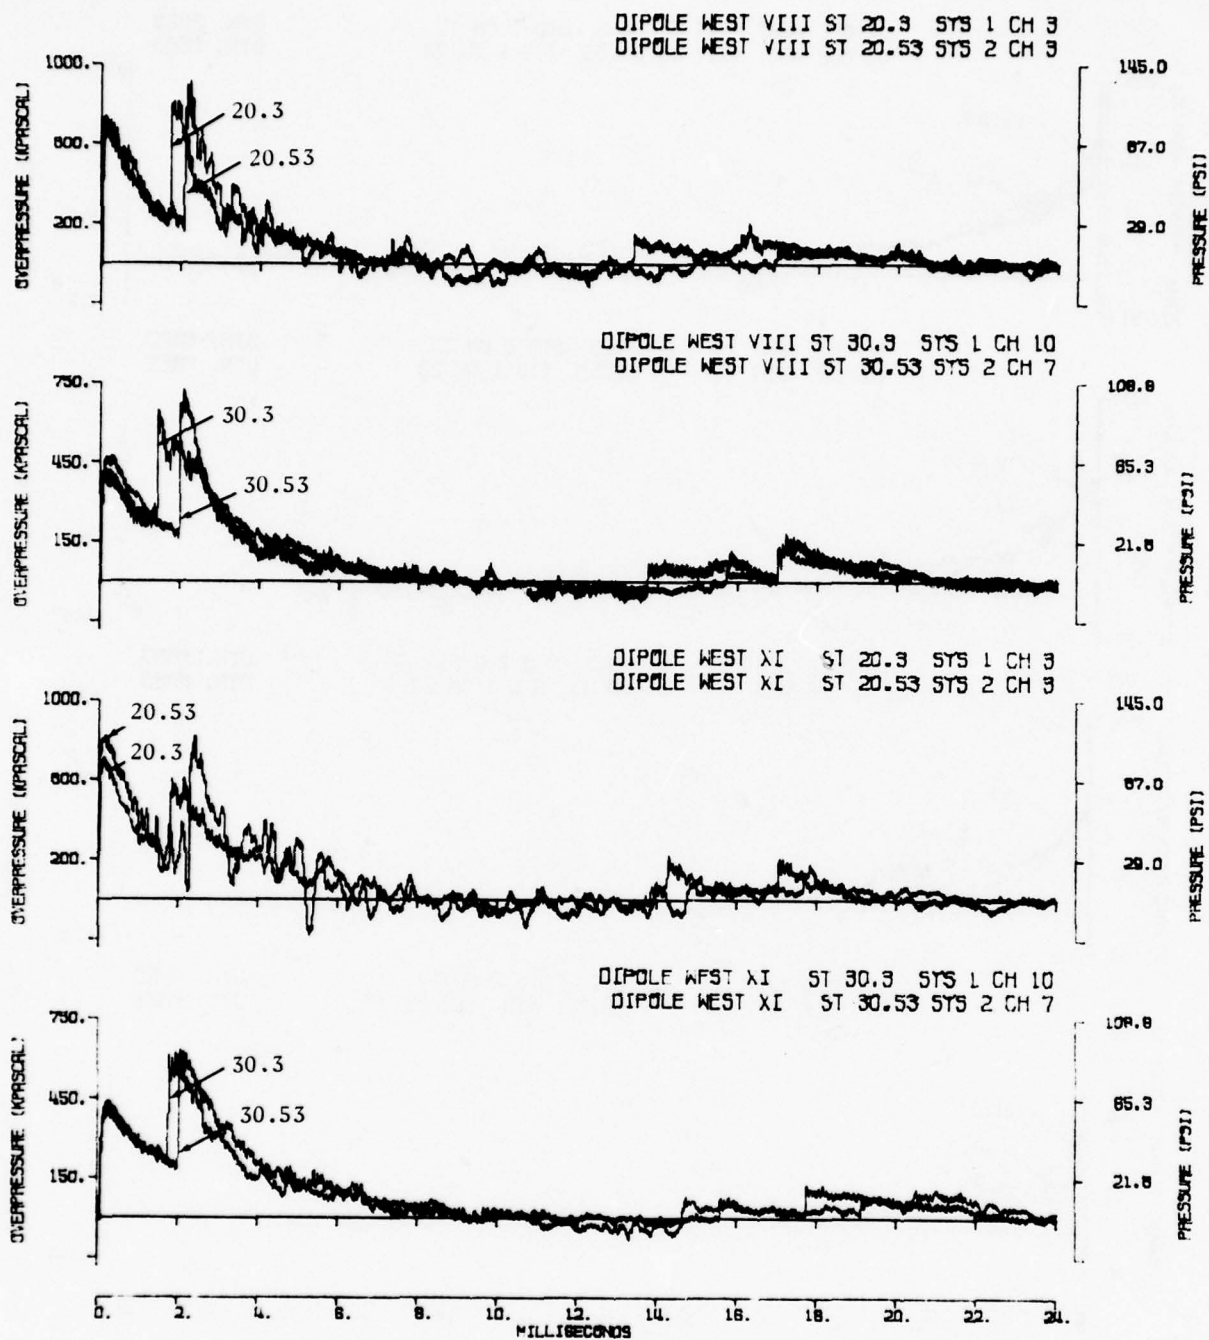 DIPOLE WEST VIII ST 20.3 SYS 1 CH 3
DIPOLE WEST VIII ST 20.53 SYS 2 CH 3
1000.
600.
200.
OVERPRESSURE (KPASCAL)
20.3
20.53
145.0
87.0
29.0
PRESSURE (PSI)
DIPOLE WEST VIII ST 30.3 SYS 1 CH 10
DIPOLE WEST VIII ST 30.53 SYS 2 CH 7
750.
450.
150.
OVERPRESSURE (KPASCAL)
30.3
30.53
108.8
65.3
21.8
PRESSURE (PSI)
DIPOLE WEST XI ST 20.3 SYS 1 CH 3
DIPOLE WEST XI ST 20.53 SYS 2 CH 3
1000.
600.
200.
OVERPRESSURE (KPASCAL)
20.53
20.3
145.0
87.0
29.0
PRESSURE (PSI)
DIPOLE WEST XI ST 30.3 SYS 1 CH 10
DIPOLE WEST XI ST 30.53 SYS 2 CH 7
750.
450.
150.
OVERPRESSURE (KPASCAL)
30.3
30.53
108.8
65.3
21.8
PRESSURE (PSI)
0. 2. 4. 6. 8. 10. 12. 14. 16. 18. 20. 22. 24.
MILLISECONDS